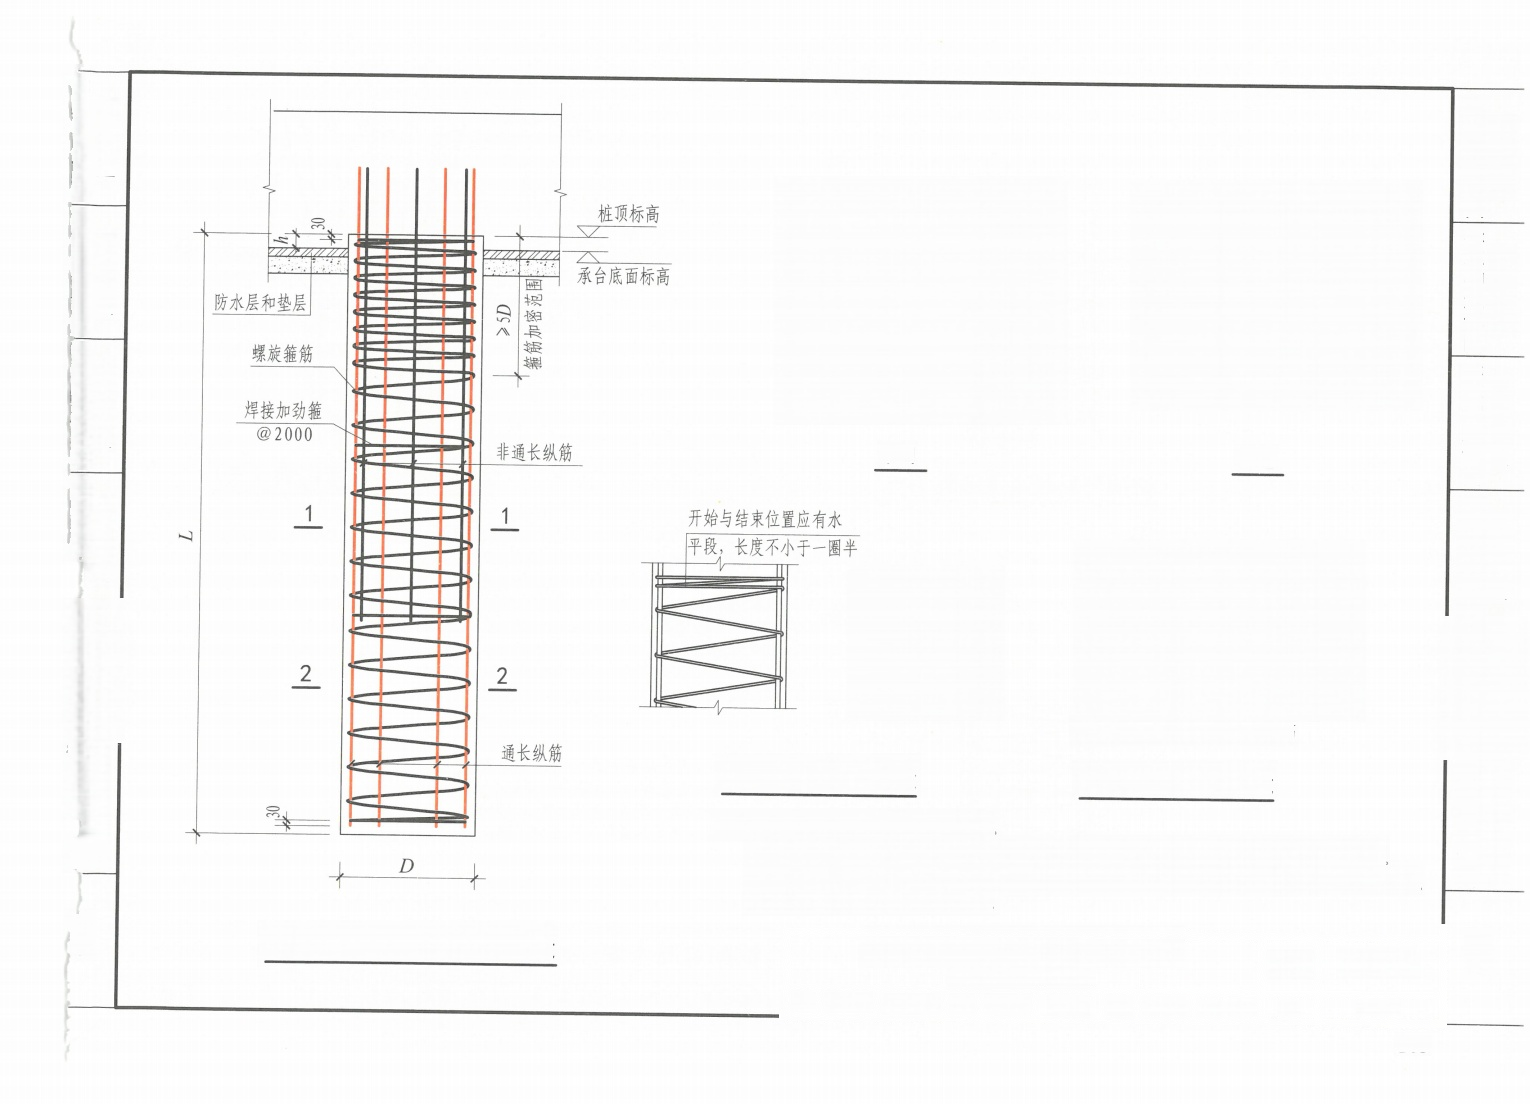 桩顶标高
30
h
承台底面标高
防水层和垫层
≥5D
箍筋加密范围
螺旋箍筋
焊接加劲箍
@2000
非通长纵筋
1
1
L
开始与结束位置应有水
平段，长度不小于一圈半
2
2
通长纵筋
30
D